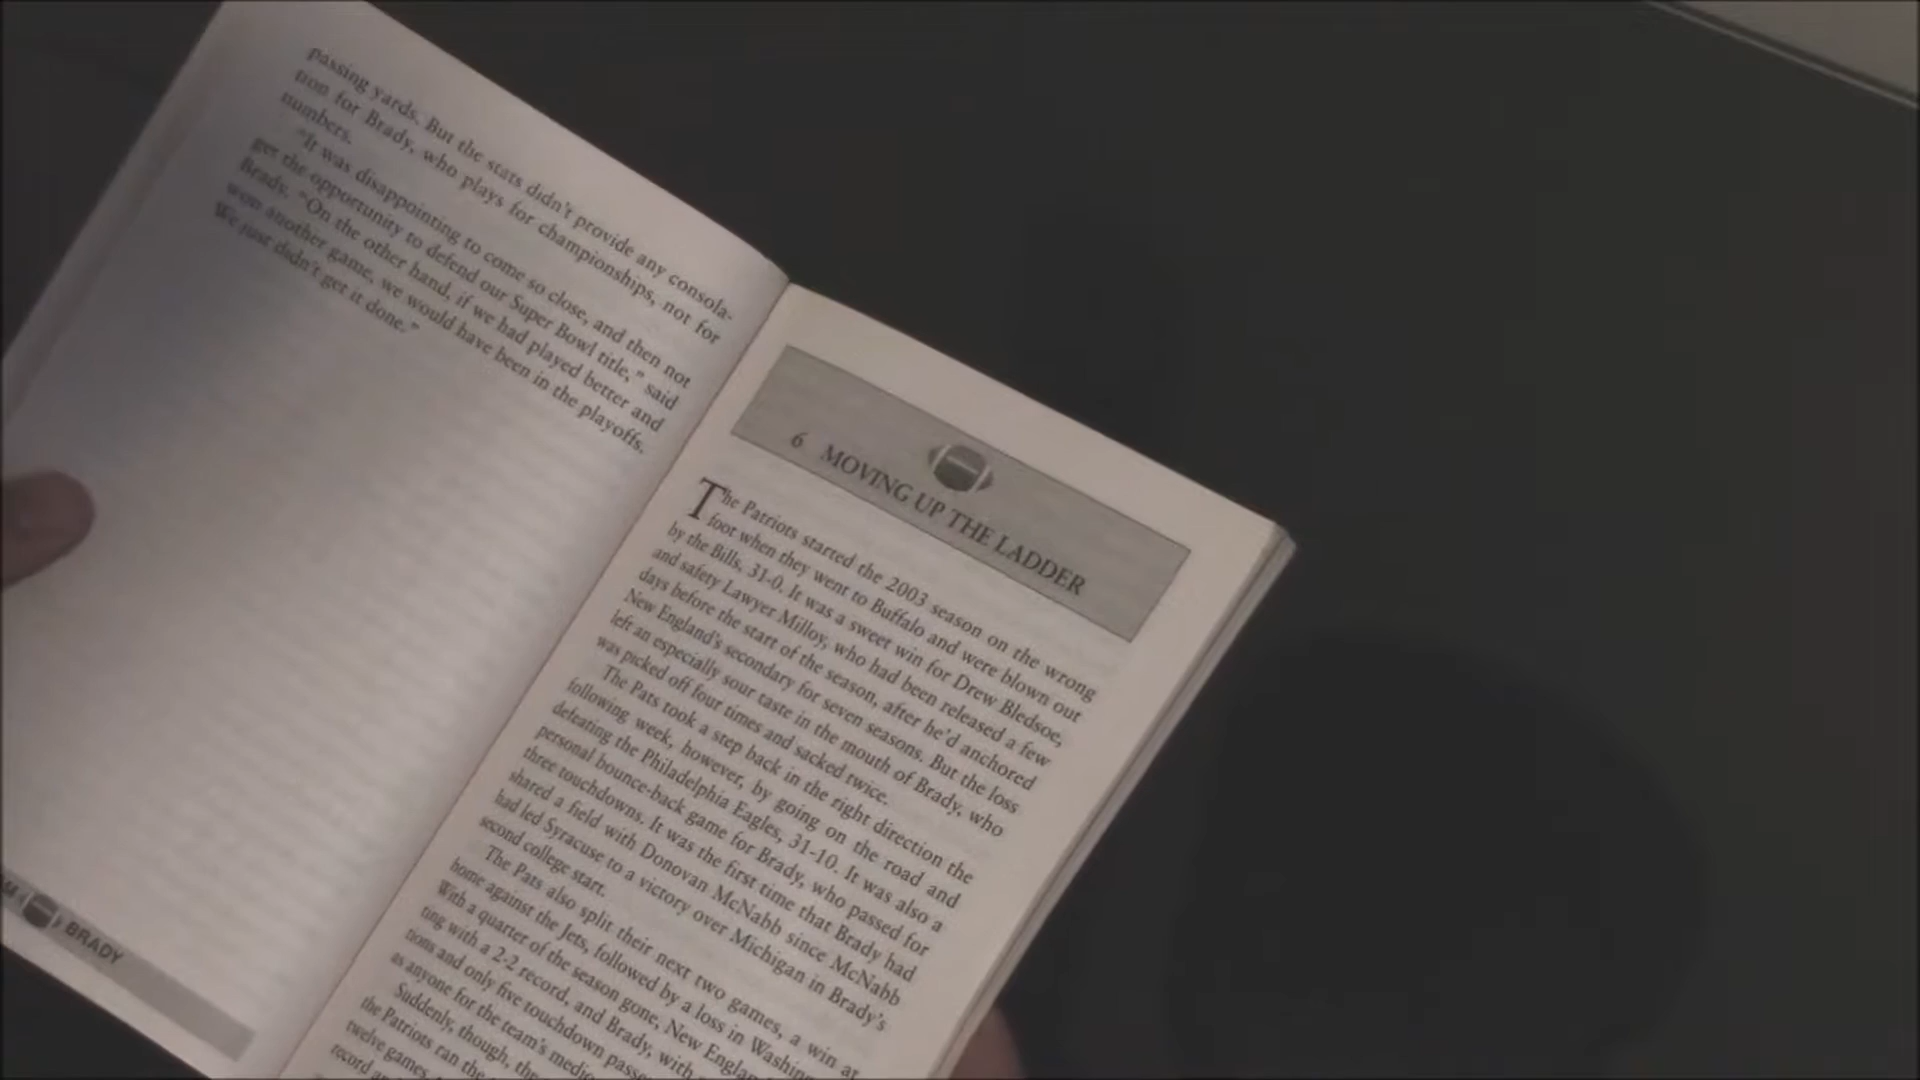 passing yards. But the stats didn't provide any consola-
tion for Brady, who plays for championships, not for
numbers.
"It was disappointing to come so close, and then not
get the opportunity to defend our Super Bowl title," said
Brady. "On the other hand, if we had played better and
won another game, we would have been in the playoffs.
We just didn't get it done."
BRADY
6 MOVING UP THE LADDER
The Patriots started the 2003 season on the wrong
foot when they went to Buffalo and were blown out
by the Bills, 31-0. It was a sweet win for Drew Bledsoe,
and safety Lawyer Milloy, who had been released a few
days before the start of the season, after he'd anchored
New England's secondary for seven seasons. But the loss
left an especially sour taste in the mouth of Brady, who
was picked off four times and sacked twice.
The Pats took a step back in the right direction the
following week, however, by going on the road and
defeating the Philadelphia Eagles, 31-10. It was also a
personal bounce-back game for Brady, who passed for
three touchdowns. It was the first time that Brady had
shared a field with Donovan McNabb since McNabb
had led Syracuse to a victory over Michigan in Brady's
second college start.
The Pats also split their next two games, a win at
home against the Jets, followed by a loss in Washing
With a quarter of the season gone, New Englan
ting with a 2-2 record, and Brady, with
tions and only five touchdown passe
as anyone for the team's medio
Suddenly, though, the
the Patriots ran the
twelve games,
record an